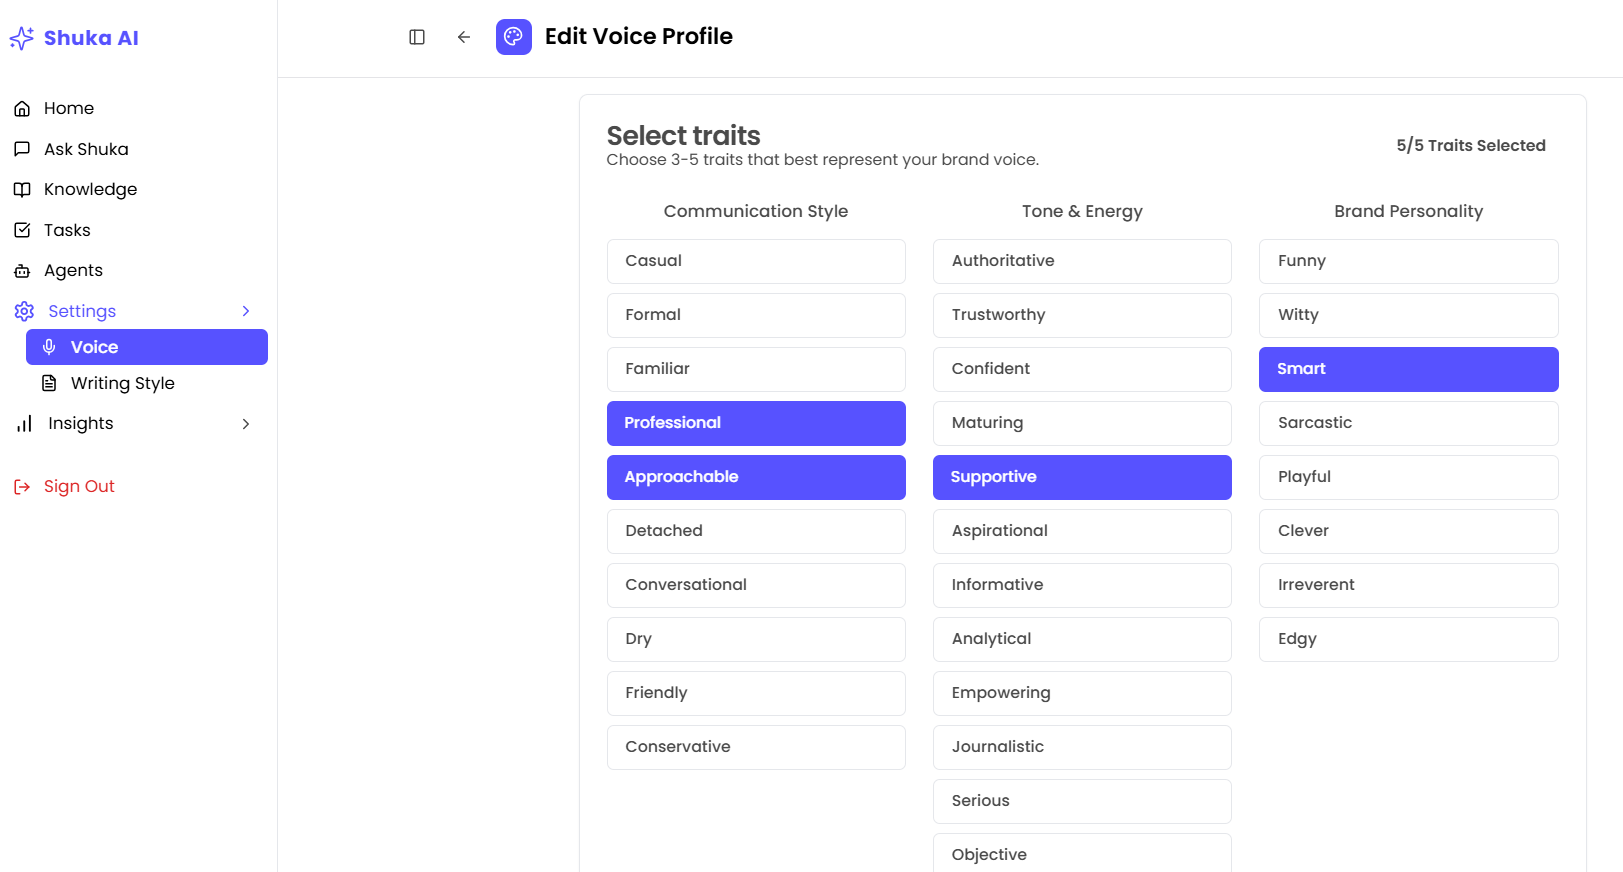 Shuka AI
Home
Ask Shuka
Knowledge
Tasks
Agents
Settings
Voice
Writing Style
Insights
Sign Out
Edit Voice Profile
Select traits
Choose 3-5 traits that best represent your brand voice.
5/5 Traits Selected
Communication Style
Casual
Formal
Familiar
Professional
Approachable
Detached
Conversational
Dry
Friendly
Conservative
Tone & Energy
Authoritative
Trustworthy
Confident
Maturing
Supportive
Aspirational
Informative
Analytical
Empowering
Journalistic
Serious
Objective
Brand Personality
Funny
Witty
Smart
Sarcastic
Playful
Clever
Irreverent
Edgy